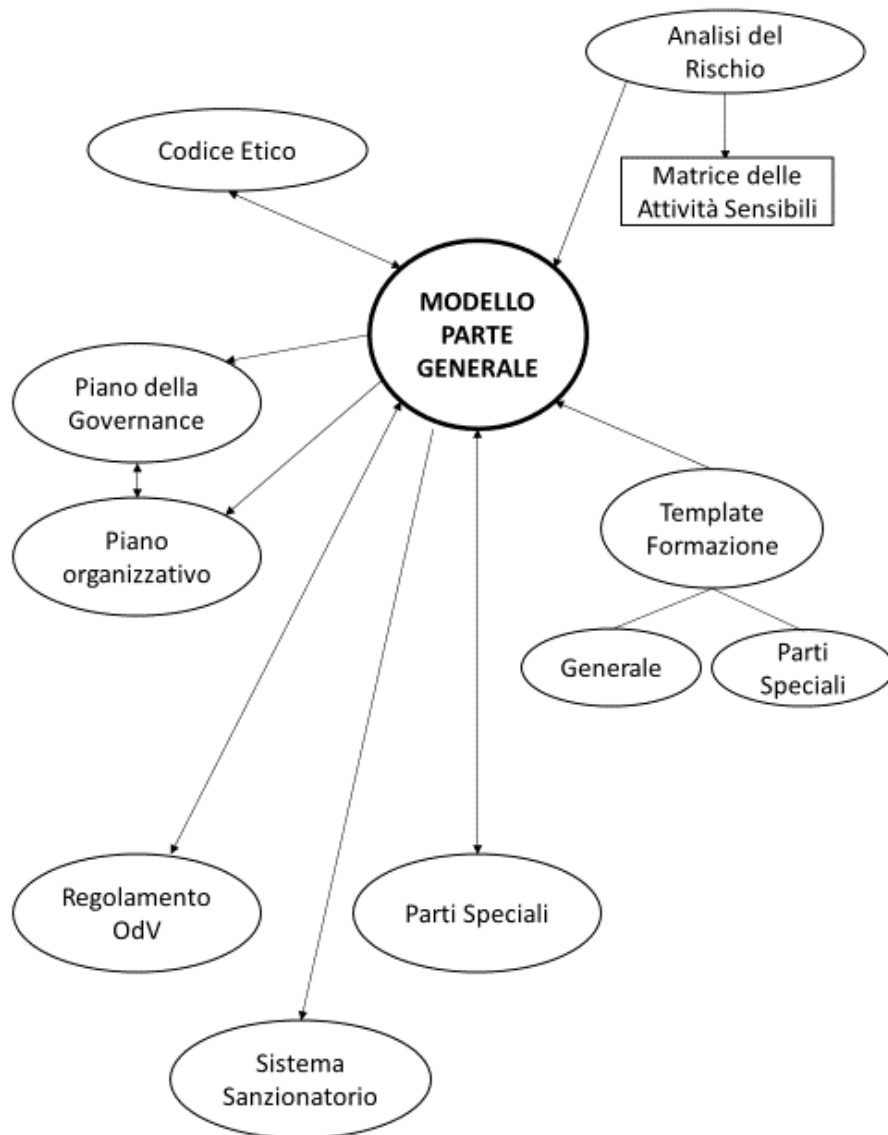 Analisi del
Rischio
Codice Etico
Matrice delle
Attività Sensibili
MODELLO
PARTE
GENERALE
Piano della
Governance
Piano
organizzativo
Template
Formazione
Generale
Parti
Speciali
Regolamento
OdV
Parti Speciali
Sistema
Sanzionatorio